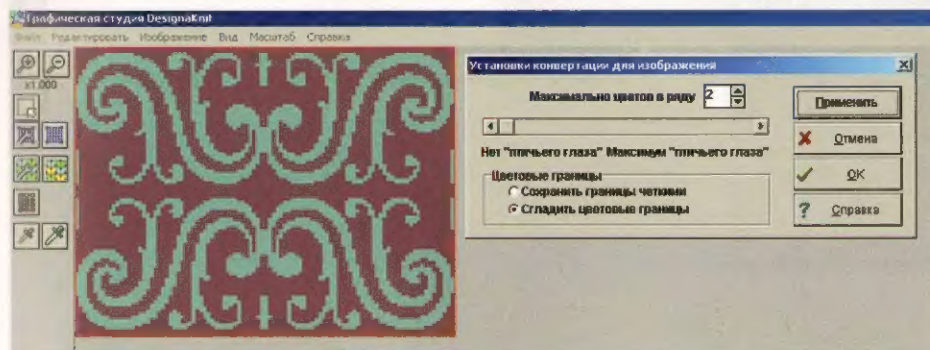 Графическая студия DesignaKnit
Файл Редактировать Изображение Вид Масштаб Справка
x1.000
Установки конвертации для изображения
Максимально цветов в ряду 2
Нет "птичьего глаза" Максимум "птичьего глаза"
Цветовые границы
Сохранить границы четкими
Сгладить цветовые границы
Применить
Отмена
OK
Справка